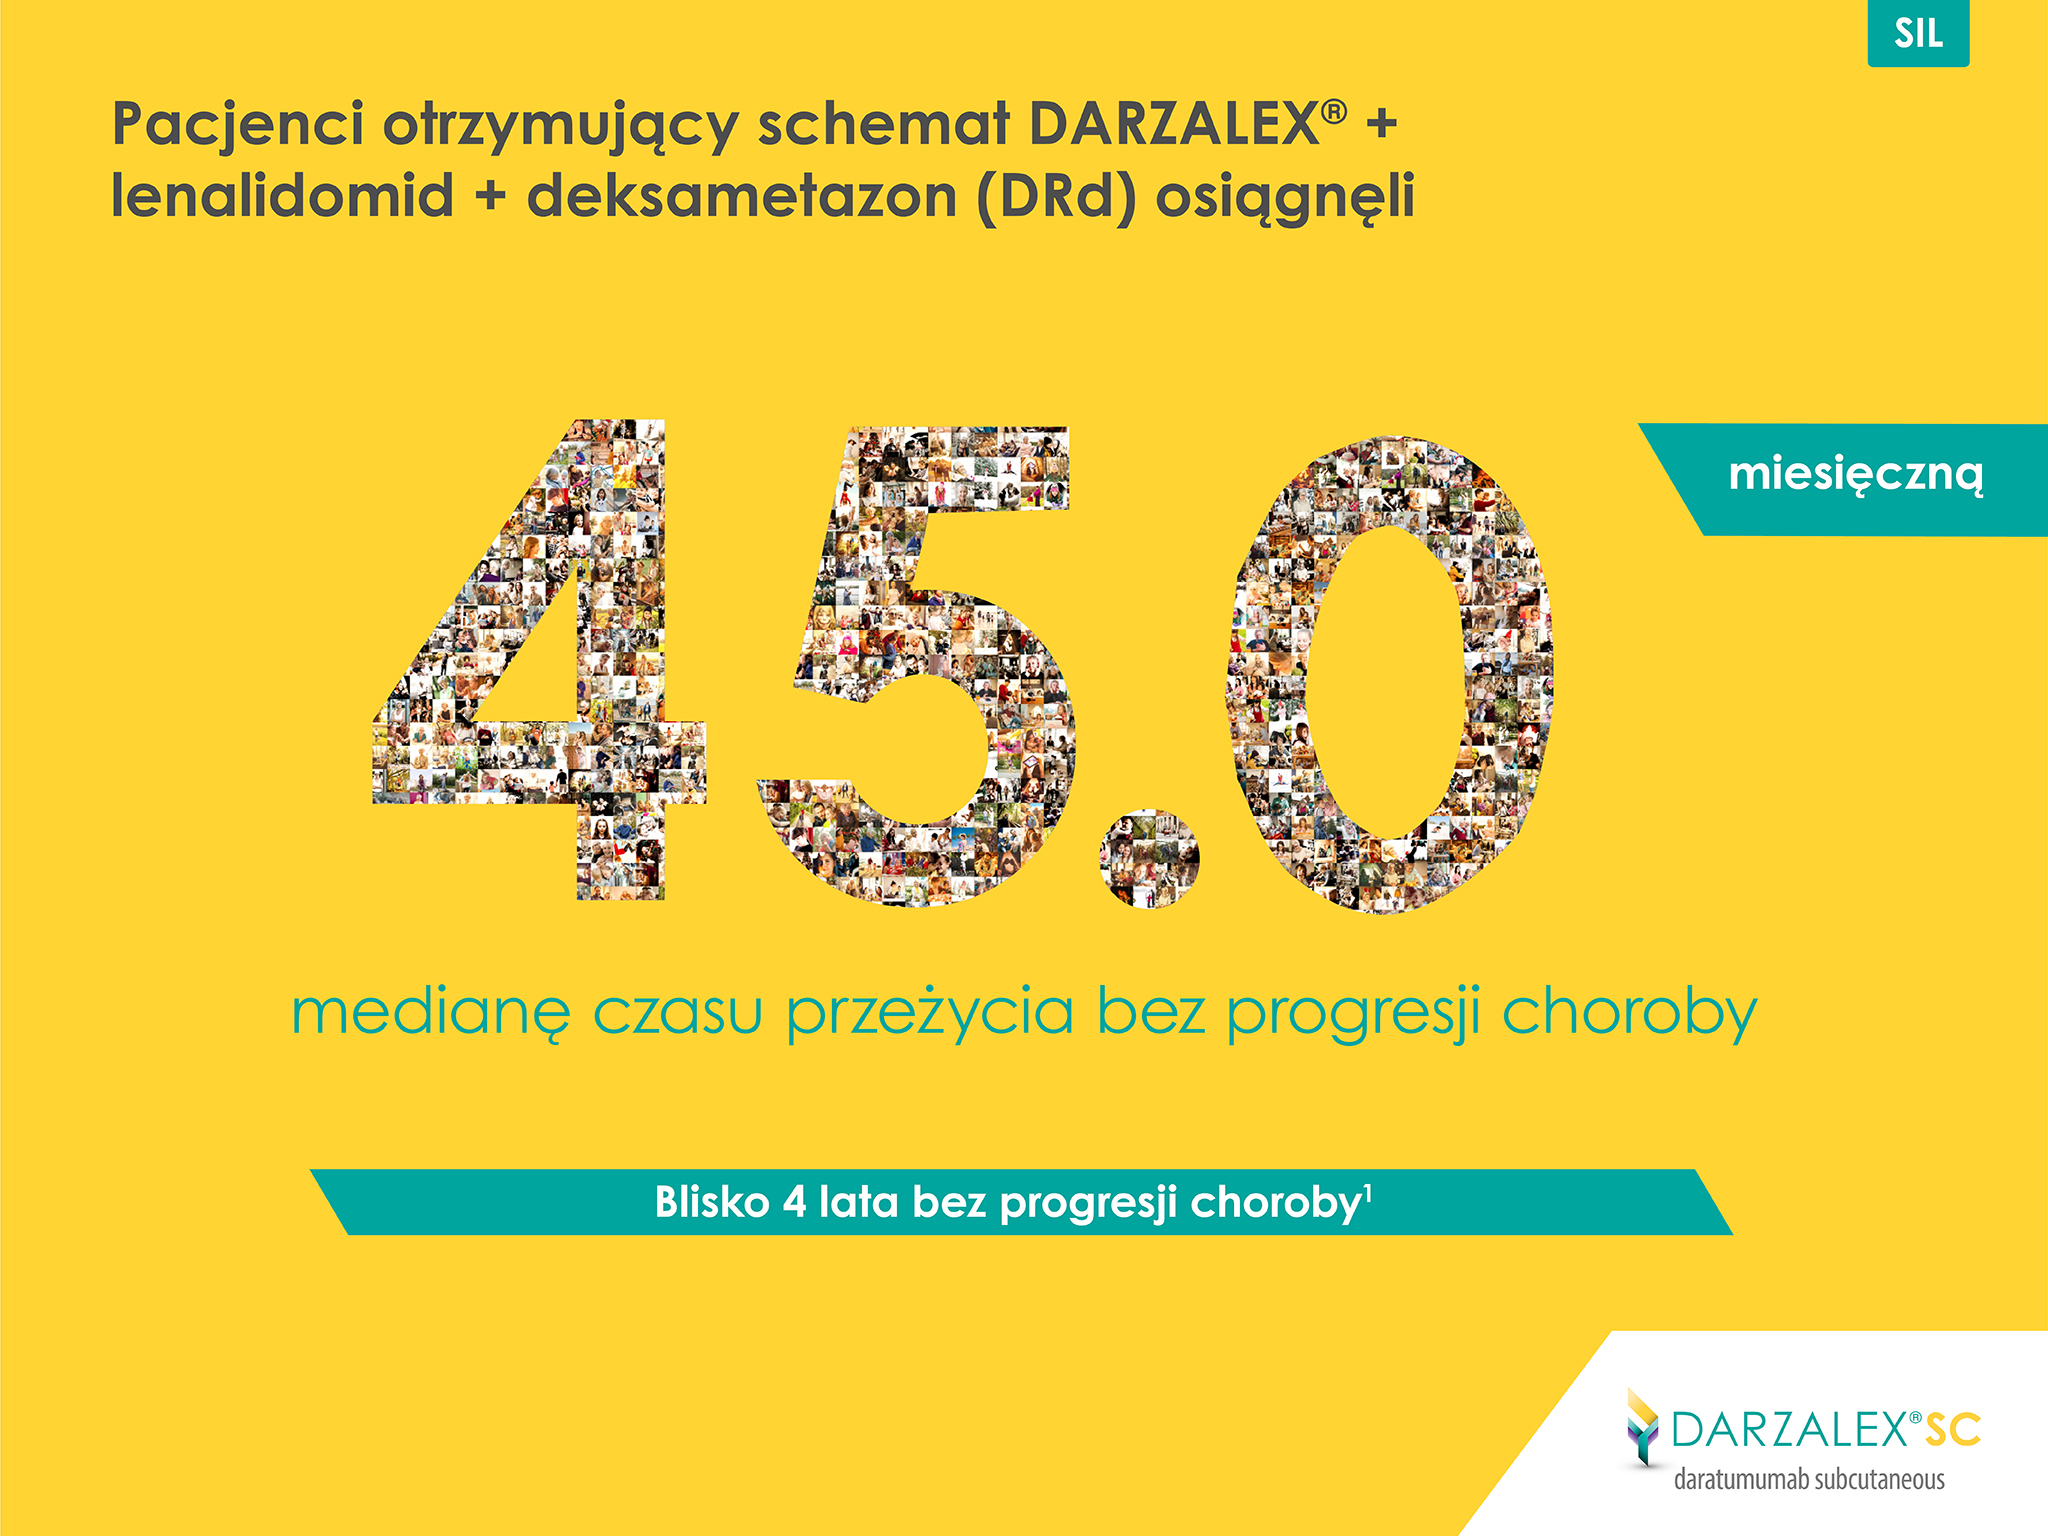 SIL
Pacjenci otrzymujący schemat DARZALEX® +
lenalidomid + deksametazon (DRd) osiągnęli
45.0
miesięczną
medianę czasu przeżycia bez progresji choroby
Blisko 4 lata bez progresji choroby¹
DARZALEX®SC
daratumumab subcutaneous